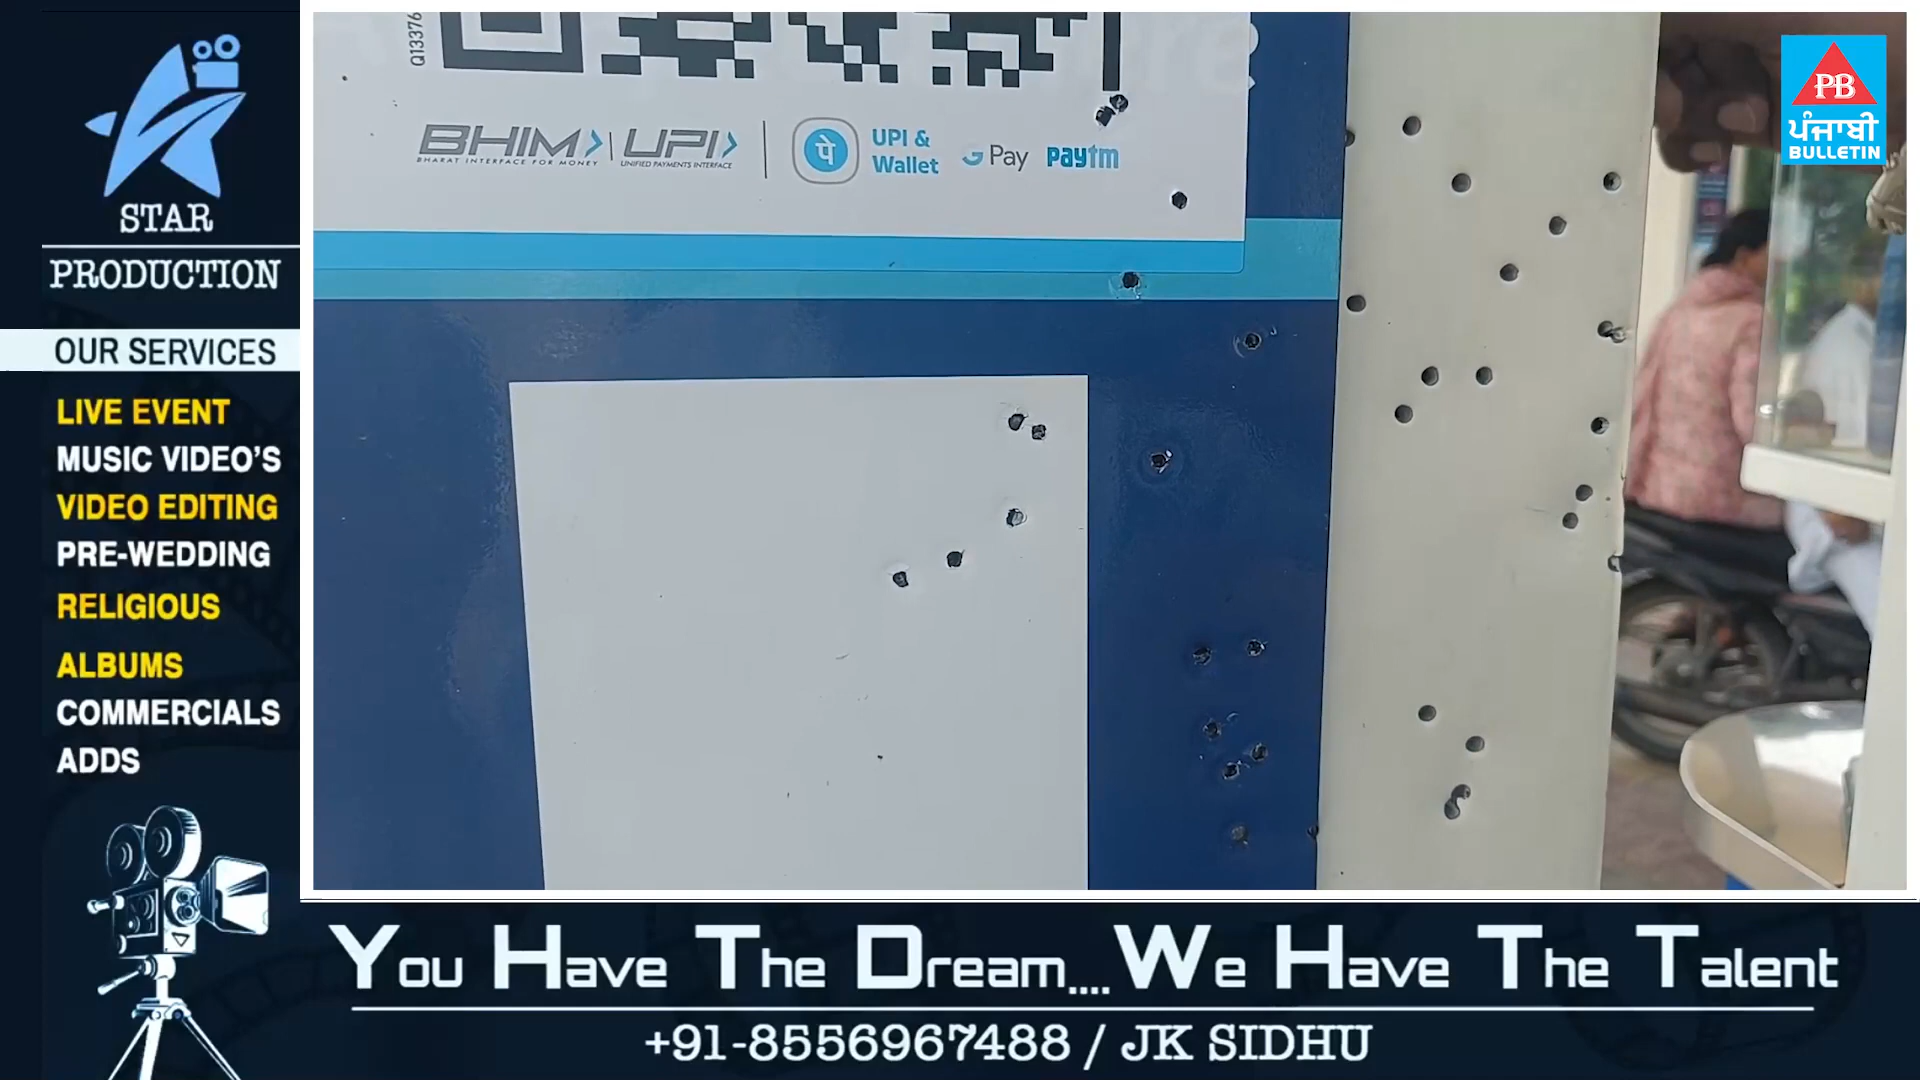 STAR
PRODUCTION
OUR SERVICES
LIVE EVENT
MUSIC VIDEO'S
VIDEO EDITING
PRE-WEDDING
RELIGIOUS
ALBUMS
COMMERCIALS
ADDS
Q13376
BHIM UPI
BHARAT INTERFACE FOR MONEY UNIFIED PAYMENTS INTERFACE
पे UPI &
Wallet
G Pay paytm
PB
ਪੰਜਾਬੀ
BULLETIN
You Have The Dream....We Have The Talent
+91-8556967488 / JK SIDHU